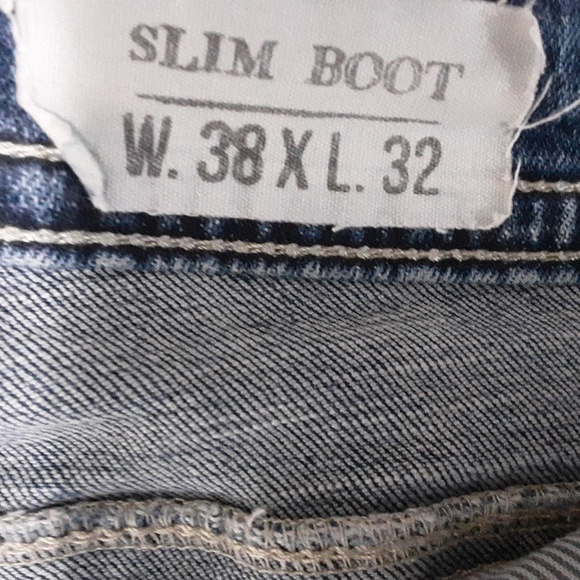 SLIM BOOT
W. 38 X L. 32